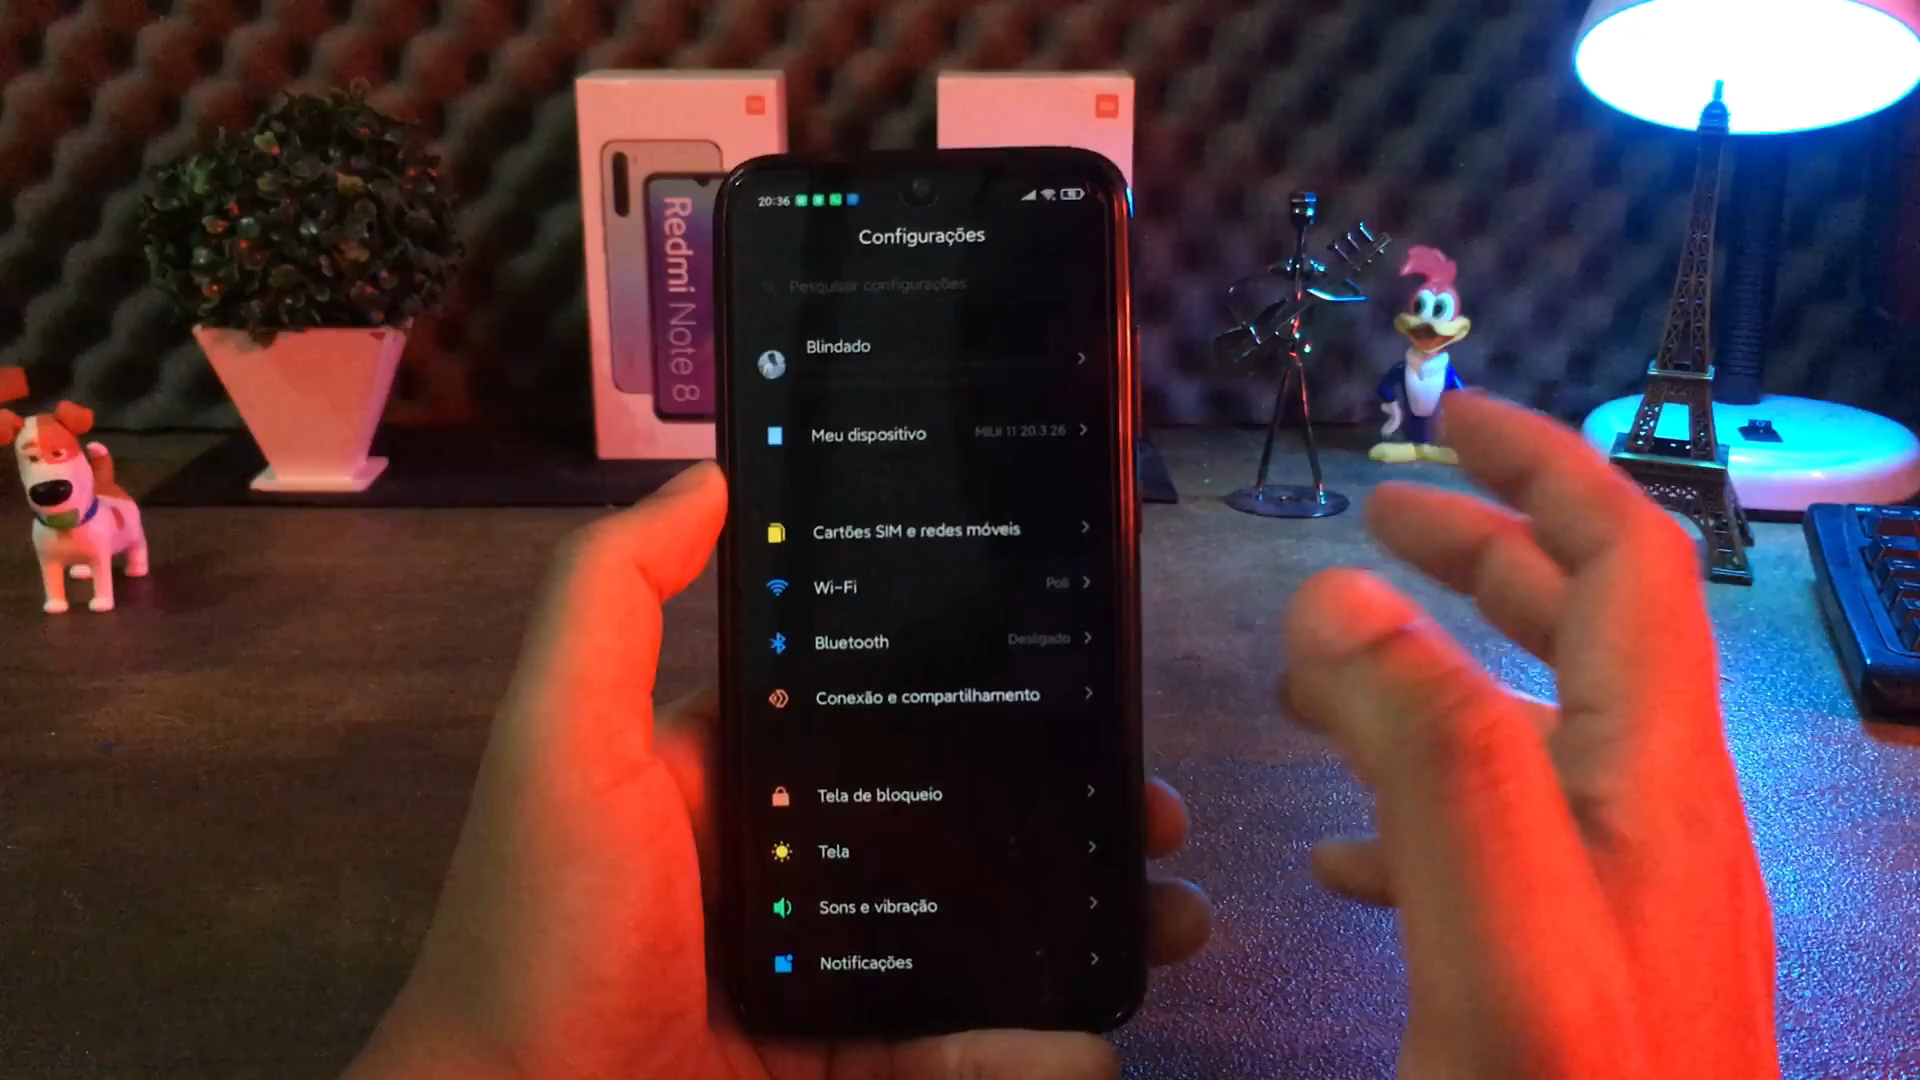 Redmi Note 8
20:36
Configurações
Pesquisar configurações
Blindado
Meu dispositivo MIUI 11 20.3.26
Cartões SIM e redes móveis
Wi-Fi Poli
Bluetooth Desligado
Conexão e compartilhamento
Tela de bloqueio
Tela
Sons e vibração
Notificações